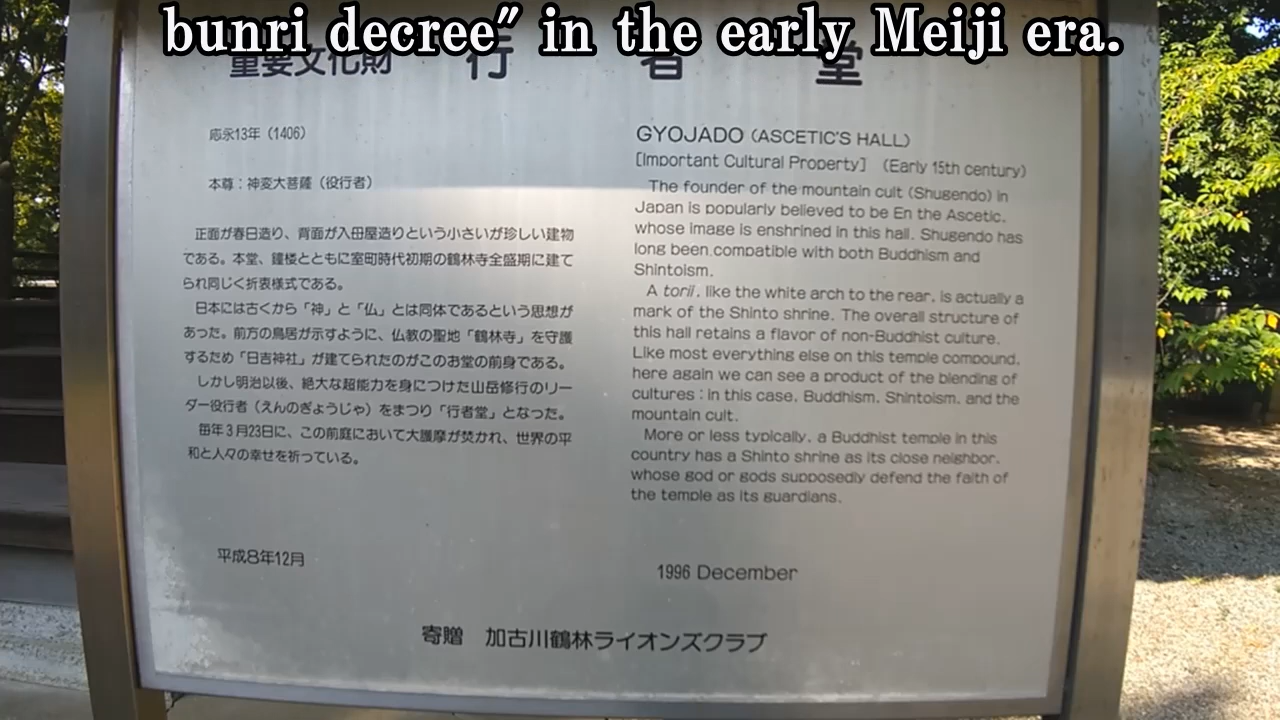 bunri decree" in the early Meiji era.
重要文化財 行者堂
応永13年（1406）
本尊：神変大菩薩（役行者）
正面が春日造り、背面が入母屋造りという小さいが珍しい建物
である。本堂、鐘楼とともに室町時代初期の鶴林寺全盛期に建て
られ同じく折衷様式である。
日本には古くから「神」と「仏」とは同体であるという思想が
あった。前方の鳥居が示すように、仏教の聖地「鶴林寺」を守護
するため「日吉神社」が建てられたのがこのお堂の前身である。
しかし明治以後、絶大な超能力を身につけた山岳修行のリー
ダー役行者（えんのぎょうじゃ）をまつり「行者堂」となった。
毎年3月23日に、この前庭において大護摩が焚かれ、世界の平
和と人々の幸せを祈っている。
平成8年12月
GYOJADO (ASCETIC'S HALL)
[Important Cultural Property] (Early 15th century)
The founder of the mountain cult (Shugendo) in
Japan is popularly believed to be En the Ascetic,
whose image is enshrined in this hall. Shugendo has
long been compatible with both Buddhism and
Shintoism.
A torii, like the white arch to the rear, is actually a
mark of the Shinto shrine. The overall structure of
this hall retains a flavor of non-Buddhist culture.
Like most everything else on this temple compound,
here again we can see a product of the blending of
cultures : in this case, Buddhism, Shintoism, and the
mountain cult.
More or less typically, a Buddhist temple in this
country has a Shinto shrine as its close neighbor,
whose god or gods supposedly defend the faith of
the temple as its guardians.
1996 December
寄贈 加古川鶴林ライオンズクラブ